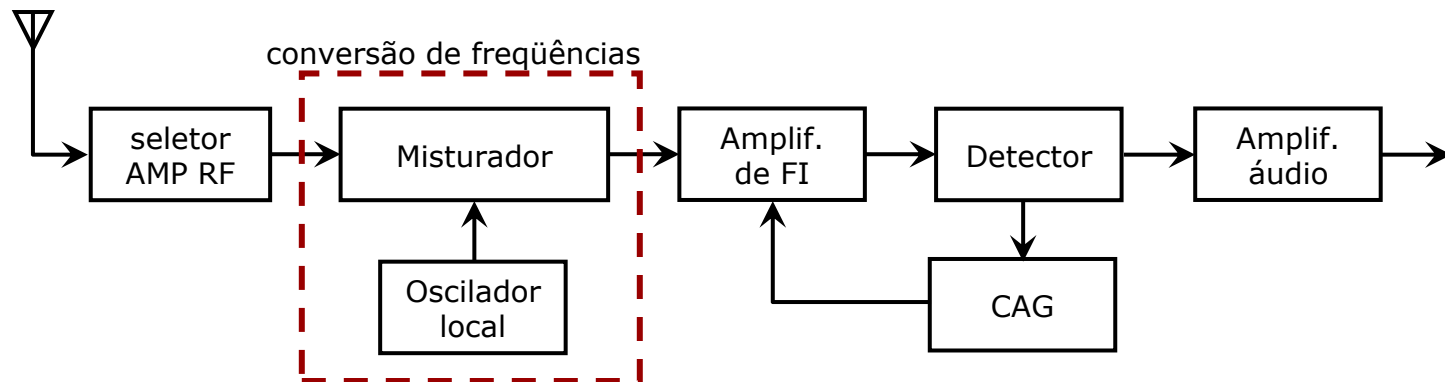 conversão de freqüências
seletor
AMP RF
Misturador
Amplif.
de FI
Detector
Amplif.
áudio
Oscilador
local
CAG